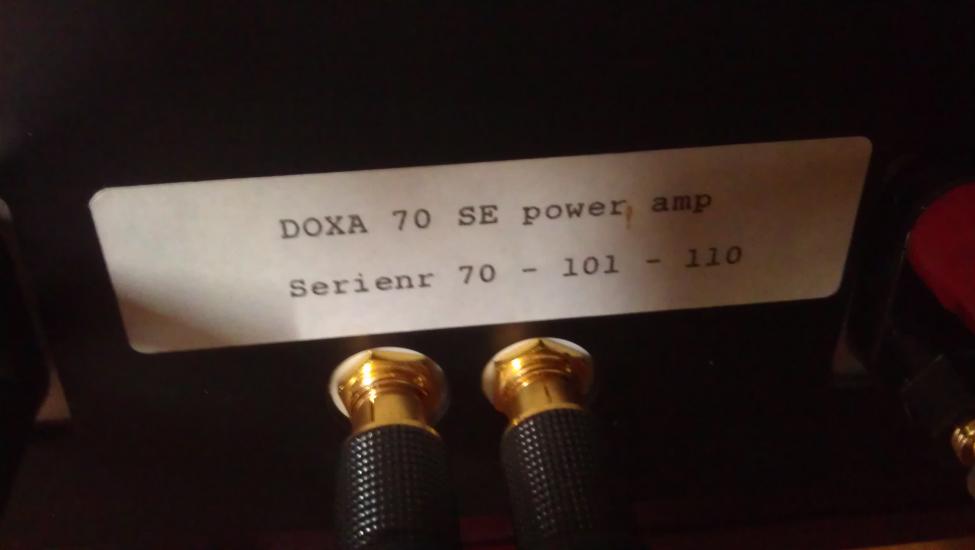 DOXA 70 SE power amp
Serienr 70 - 101 - 110